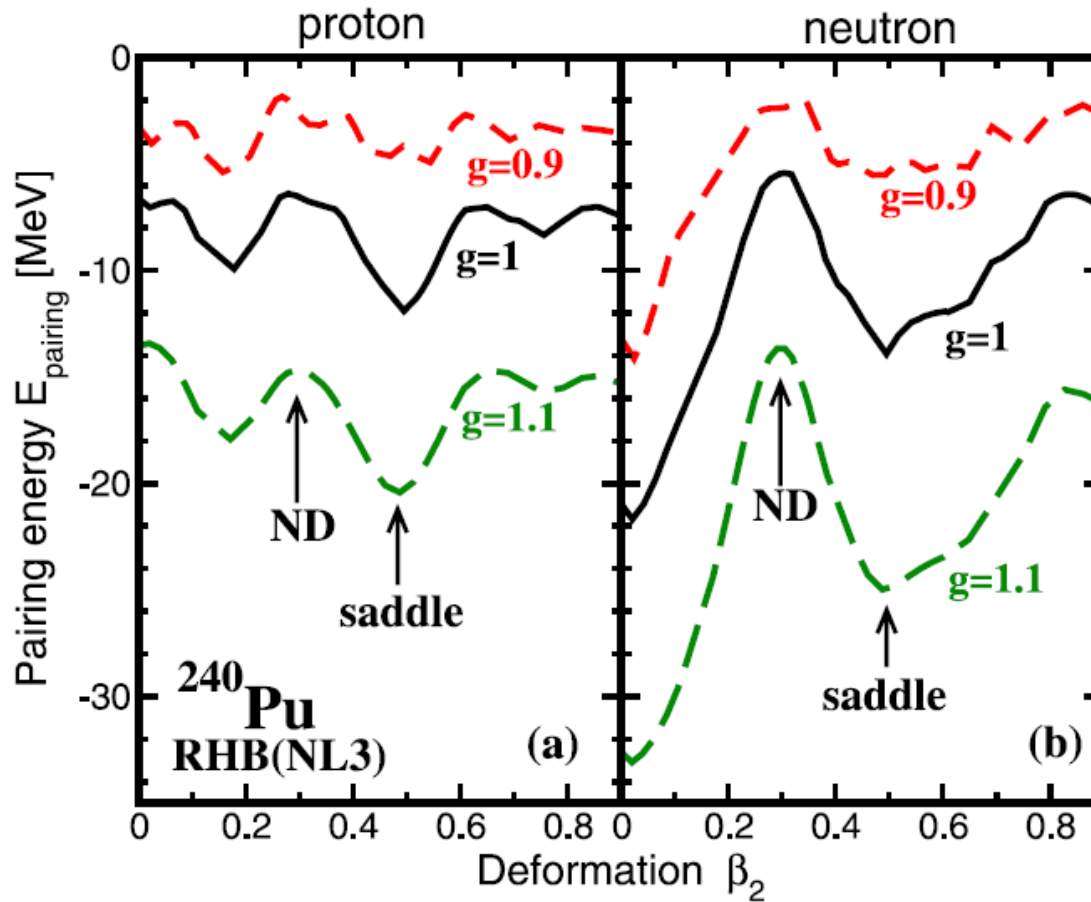 proton
neutron
Pairing energy E_pairing [MeV]
0
-10
-20
-30
g=0.9
g=1
g=1.1
ND
saddle
240Pu
RHB(NL3)
(a)
g=0.9
g=1
g=1.1
ND
saddle
(b)
0 0.2 0.4 0.6 0.8
0 0.2 0.4 0.6 0.8
Deformation β2